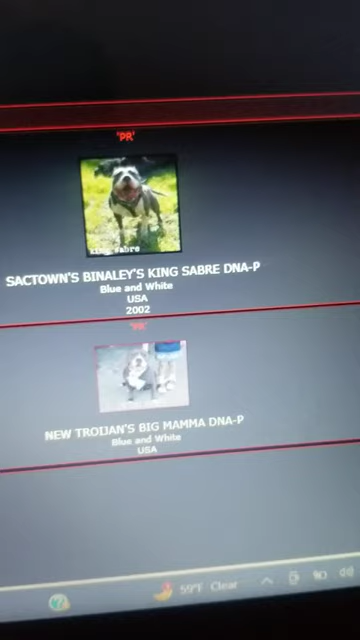 'PR'
king sabre
SACTOWN'S BINALEY'S KING SABRE DNA-P
Blue and White
USA
2002
'PR'
NEW TROIJAN'S BIG MAMMA DNA-P
Blue and White
USA
59°F Clear